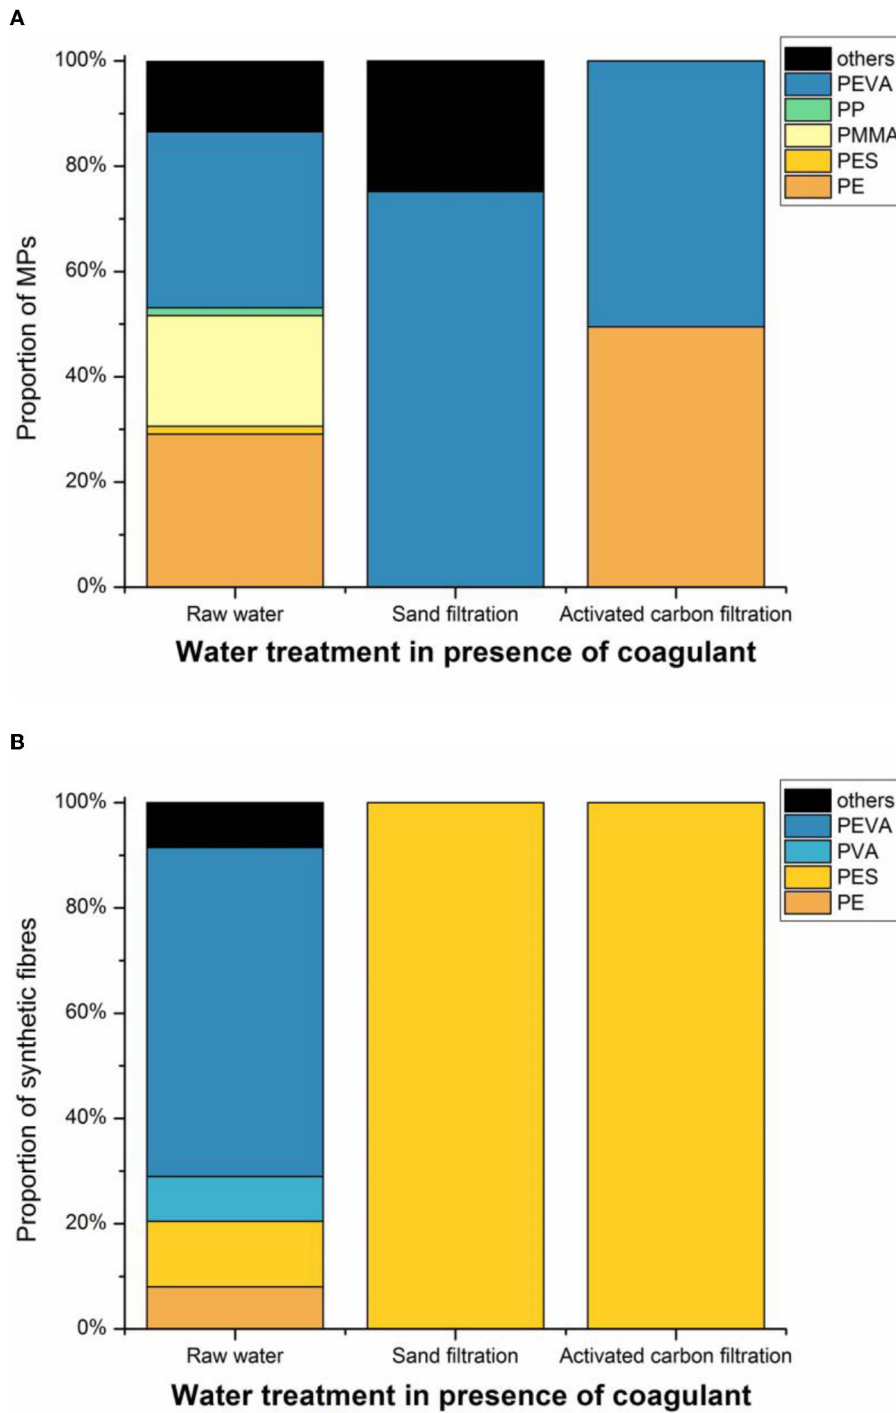 A
100%
80%
60%
40%
20%
0%
Proportion of MPs
others
PEVA
PP
PMMA
PES
PE
Raw water
Sand filtration
Activated carbon filtration
Water treatment in presence of coagulant
B
100%
80%
60%
40%
20%
0%
Proportion of synthetic fibres
others
PEVA
PVA
PES
PE
Raw water
Sand filtration
Activated carbon filtration
Water treatment in presence of coagulant